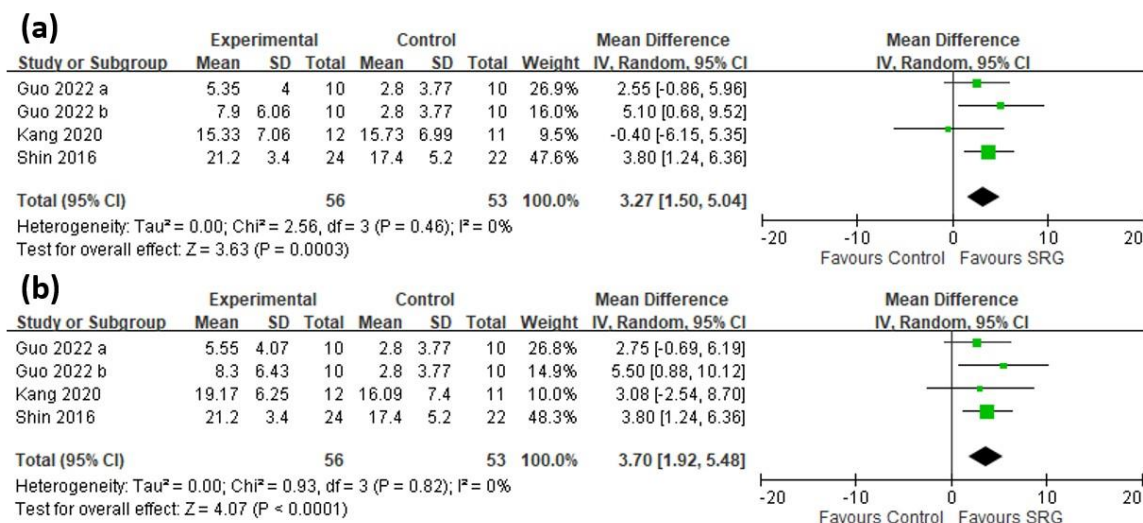 (a)
Experimental Control Mean Difference Mean Difference
Study or Subgroup Mean SD Total Mean SD Total Weight IV, Random, 95% CI IV, Random, 95% CI
Guo 2022 a 5.35 4 10 2.8 3.77 10 26.9% 2.55 [-0.86, 5.96]
Guo 2022 b 7.9 6.06 10 2.8 3.77 10 16.0% 5.10 [0.68, 9.52]
Kang 2020 15.33 7.06 12 15.73 6.99 11 9.5% -0.40 [-6.15, 5.35]
Shin 2016 21.2 3.4 24 17.4 5.2 22 47.6% 3.80 [1.24, 6.36]
Total (95% CI) 56 53 100.0% 3.27 [1.50, 5.04]
Heterogeneity: Tau² = 0.00; Chi² = 2.56, df = 3 (P = 0.46); I² = 0%
Test for overall effect: Z = 3.63 (P = 0.0003)
-20 -10 0 10 20
Favours Control Favours SRG
(b)
Experimental Control Mean Difference Mean Difference
Study or Subgroup Mean SD Total Mean SD Total Weight IV, Random, 95% CI IV, Random, 95% CI
Guo 2022 a 5.55 4.07 10 2.8 3.77 10 26.8% 2.75 [-0.69, 6.19]
Guo 2022 b 8.3 6.43 10 2.8 3.77 10 14.9% 5.50 [0.88, 10.12]
Kang 2020 19.17 6.25 12 16.09 7.4 11 10.0% 3.08 [-2.54, 8.70]
Shin 2016 21.2 3.4 24 17.4 5.2 22 48.3% 3.80 [1.24, 6.36]
Total (95% CI) 56 53 100.0% 3.70 [1.92, 5.48]
Heterogeneity: Tau² = 0.00; Chi² = 0.93, df = 3 (P = 0.82); I² = 0%
Test for overall effect: Z = 4.07 (P < 0.0001)
-20 -10 0 10 20
Favours Control Favours SRG